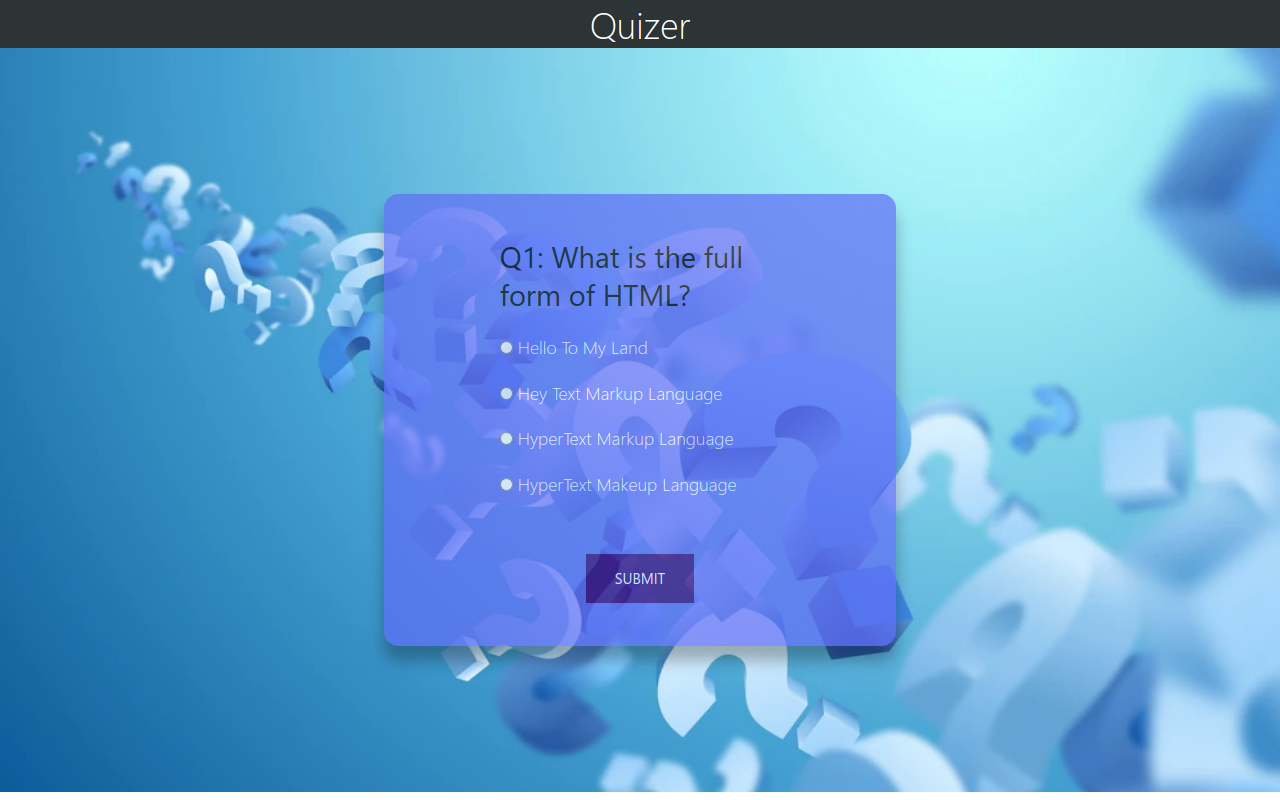 Quizer
Q1: What is the full
form of HTML?
Hello To My Land
Hey Text Markup Language
HyperText Markup Language
HyperText Makeup Language
SUBMIT